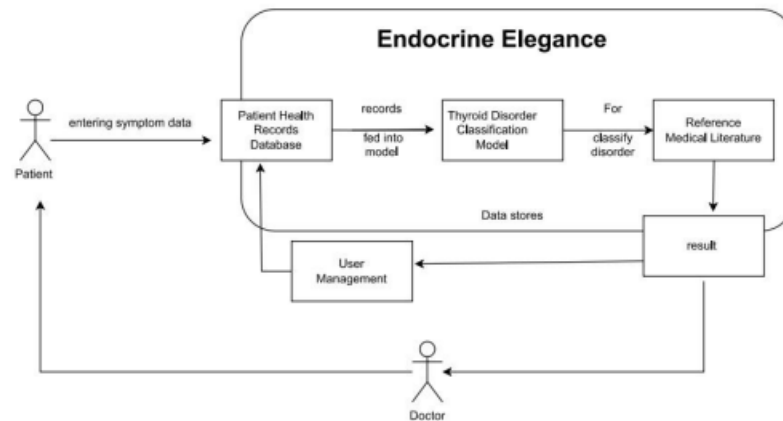 Endocrine Elegance
entering symptom data
Patient
Patient Health
Records
Database
records
fed into
model
Thyroid Disorder
Classification
Model
For
classify
disorder
Reference
Medical Literature
Data stores
result
User
Management
Doctor